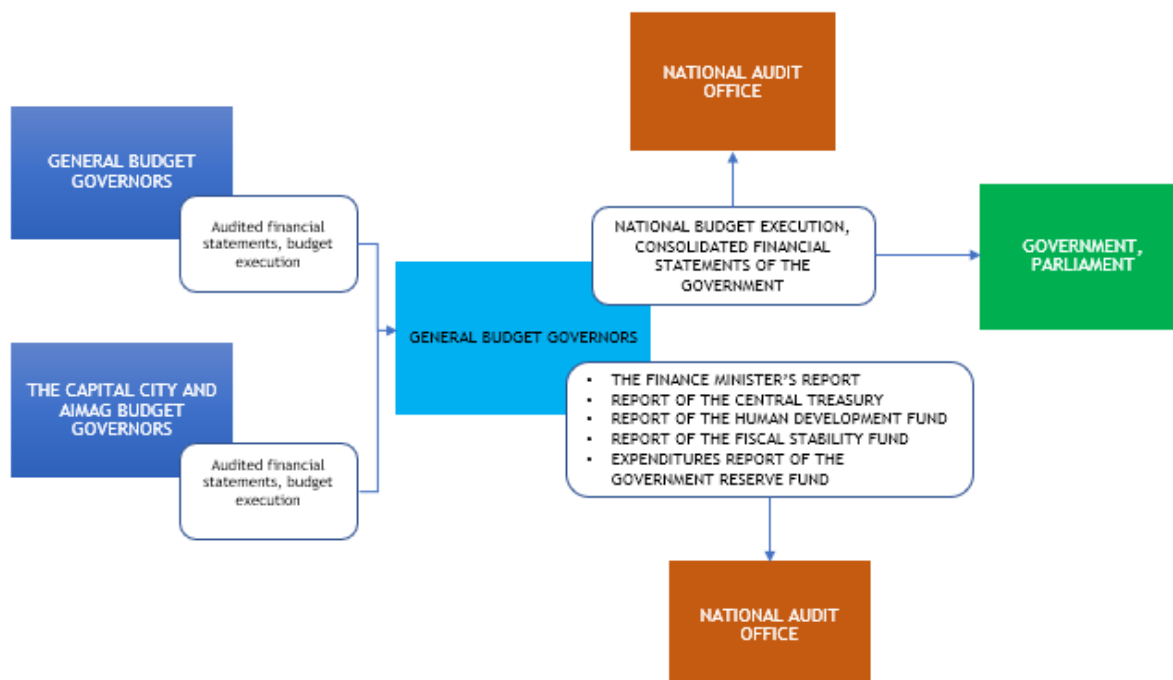 NATIONAL AUDIT
OFFICE
GENERAL BUDGET
GOVERNORS
Audited financial
statements, budget
execution
NATIONAL BUDGET EXECUTION,
CONSOLIDATED FINANCIAL
STATEMENTS OF THE
GOVERNMENT
GOVERNMENT,
PARLIAMENT
GENERAL BUDGET GOVERNORS
THE CAPITAL CITY AND
AIMAG BUDGET
GOVERNORS
Audited financial
statements, budget
execution
▪ THE FINANCE MINISTER'S REPORT
▪ REPORT OF THE CENTRAL TREASURY
▪ REPORT OF THE HUMAN DEVELOPMENT FUND
▪ REPORT OF THE FISCAL STABILITY FUND
▪ EXPENDITURES REPORT OF THE
GOVERNMENT RESERVE FUND
NATIONAL AUDIT
OFFICE